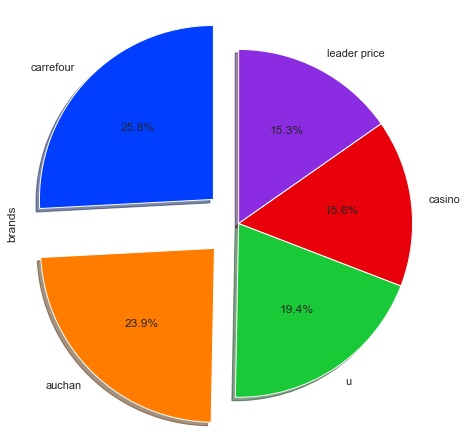 leader price
carrefour
25.8%
15.3%
casino
15.6%
brands
19.4%
23.9%
u
auchan